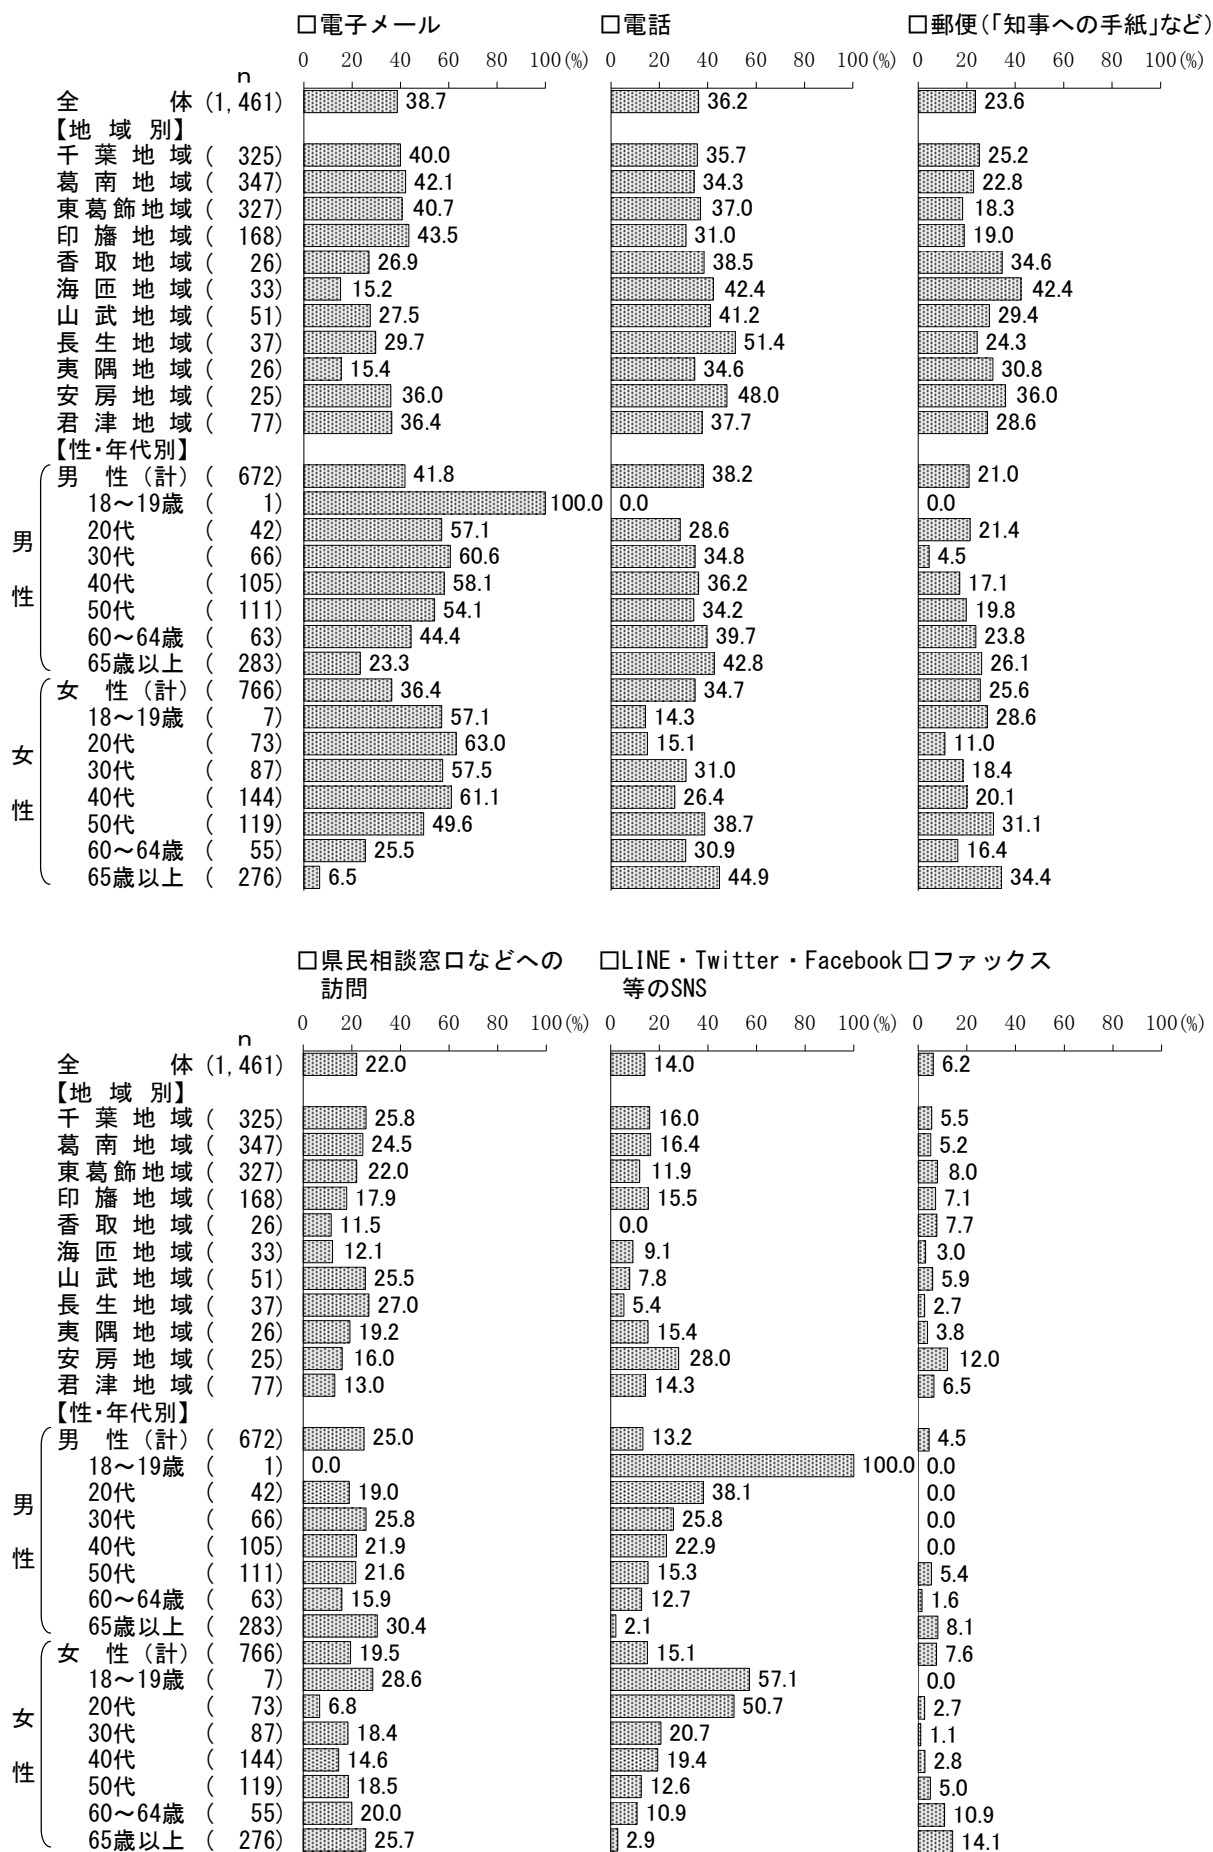 □電子メール □電話 □郵便(「知事への手紙」など)
0 20 40 60 80 100(%) 0 20 40 60 80 100(%) 0 20 40 60 80 100(%)
n
全体 (1,461) 38.7 36.2 23.6
【地域別】
千葉地域 ( 325) 40.0 35.7 25.2
葛南地域 ( 347) 42.1 34.3 22.8
東葛飾地域 ( 327) 40.7 37.0 18.3
印旛地域 ( 168) 43.5 31.0 19.0
香取地域 ( 26) 26.9 38.5 34.6
海匝地域 ( 33) 15.2 42.4 42.4
山武地域 ( 51) 27.5 41.2 29.4
長生地域 ( 37) 29.7 51.4 24.3
夷隅地域 ( 26) 15.4 34.6 30.8
安房地域 ( 25) 36.0 48.0 36.0
君津地域 ( 77) 36.4 37.7 28.6
【性・年代別】
男性
男性(計) ( 672) 41.8 38.2 21.0
18～19歳 ( 1) 100.0 0.0 0.0
20代 ( 42) 57.1 28.6 21.4
30代 ( 66) 60.6 34.8 4.5
40代 ( 105) 58.1 36.2 17.1
50代 ( 111) 54.1 34.2 19.8
60～64歳 ( 63) 44.4 39.7 23.8
65歳以上 ( 283) 23.3 42.8 26.1
女性
女性(計) ( 766) 36.4 34.7 25.6
18～19歳 ( 7) 57.1 14.3 28.6
20代 ( 73) 63.0 15.1 11.0
30代 ( 87) 57.5 31.0 18.4
40代 ( 144) 61.1 26.4 20.1
50代 ( 119) 49.6 38.7 31.1
60～64歳 ( 55) 25.5 30.9 16.4
65歳以上 ( 276) 6.5 44.9 34.4
□県民相談窓口などへの □LINE・Twitter・Facebook □ファックス
訪問 等のSNS
0 20 40 60 80 100(%) 0 20 40 60 80 100(%) 0 20 40 60 80 100(%)
n
全体 (1,461) 22.0 14.0 6.2
【地域別】
千葉地域 ( 325) 25.8 16.0 5.5
葛南地域 ( 347) 24.5 16.4 5.2
東葛飾地域 ( 327) 22.0 11.9 8.0
印旛地域 ( 168) 17.9 15.5 7.1
香取地域 ( 26) 11.5 0.0 7.7
海匝地域 ( 33) 12.1 9.1 3.0
山武地域 ( 51) 25.5 7.8 5.9
長生地域 ( 37) 27.0 5.4 2.7
夷隅地域 ( 26) 19.2 15.4 3.8
安房地域 ( 25) 16.0 28.0 12.0
君津地域 ( 77) 13.0 14.3 6.5
【性・年代別】
男性
男性(計) ( 672) 25.0 13.2 4.5
18～19歳 ( 1) 0.0 100.0 0.0
20代 ( 42) 19.0 38.1 0.0
30代 ( 66) 25.8 25.8 0.0
40代 ( 105) 21.9 22.9 0.0
50代 ( 111) 21.6 15.3 5.4
60～64歳 ( 63) 15.9 12.7 1.6
65歳以上 ( 283) 30.4 2.1 8.1
女性
女性(計) ( 766) 19.5 15.1 7.6
18～19歳 ( 7) 28.6 57.1 0.0
20代 ( 73) 6.8 50.7 2.7
30代 ( 87) 18.4 20.7 1.1
40代 ( 144) 14.6 19.4 2.8
50代 ( 119) 18.5 12.6 5.0
60～64歳 ( 55) 20.0 10.9 10.9
65歳以上 ( 276) 25.7 2.9 14.1